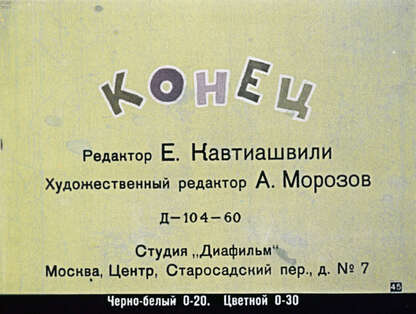 КОНЕЦ
Редактор Е. Кавтиашвили
Художественный редактор А. Морозов
Д-104-60
Студия „Диафильм"
Москва, Центр, Старосадский пер., д. № 7
45
Черно-белый 0-20. Цветной 0-30